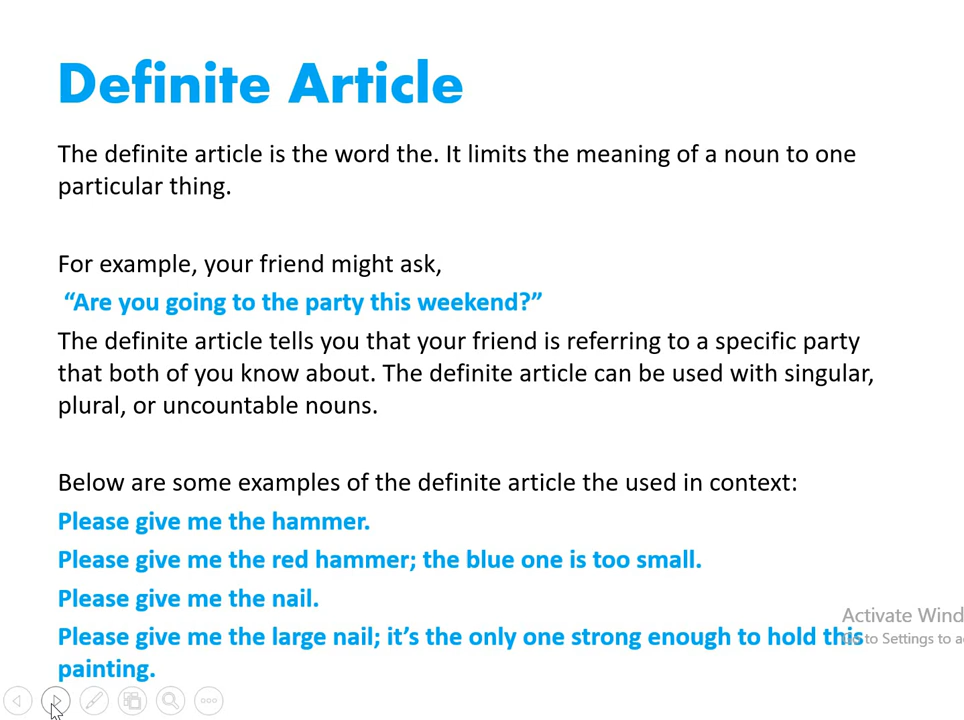 Definite Article
The definite article is the word the. It limits the meaning of a noun to one
particular thing.
For example, your friend might ask,
“Are you going to the party this weekend?”
The definite article tells you that your friend is referring to a specific party
that both of you know about. The definite article can be used with singular,
plural, or uncountable nouns.
Below are some examples of the definite article the used in context:
Please give me the hammer.
Please give me the red hammer; the blue one is too small.
Please give me the nail.
Please give me the large nail; it’s the only one strong enough to hold this
painting.
Activate Wind
Go to Settings to a